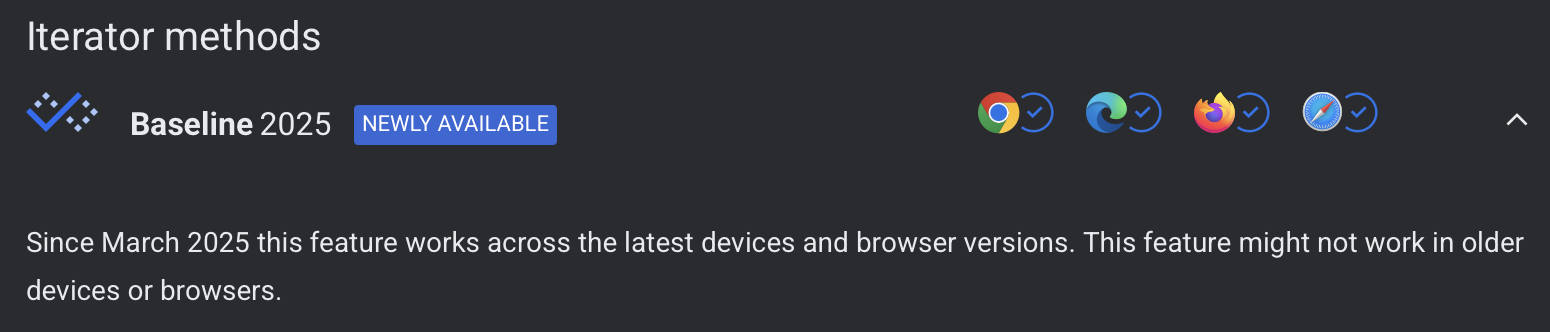 Iterator methods
Baseline 2025 NEWLY AVAILABLE
Since March 2025 this feature works across the latest devices and browser versions. This feature might not work in older
devices or browsers.